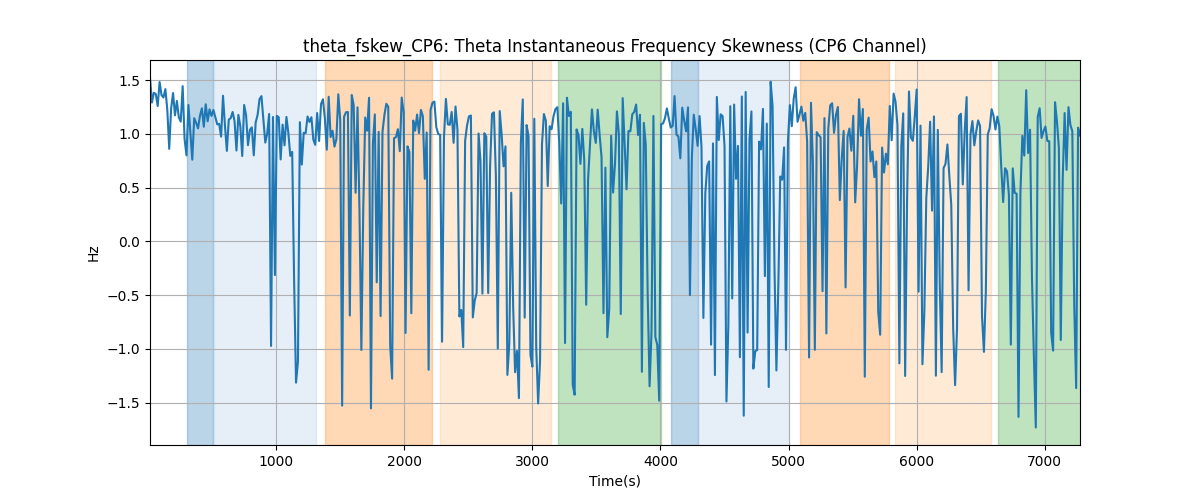 theta_fskew_CP6: Theta Instantaneous Frequency Skewness (CP6 Channel)
1.5
1.0
0.5
0.0
−0.5
−1.0
−1.5
Hz
1000 2000 3000 4000 5000 6000 7000
Time(s)